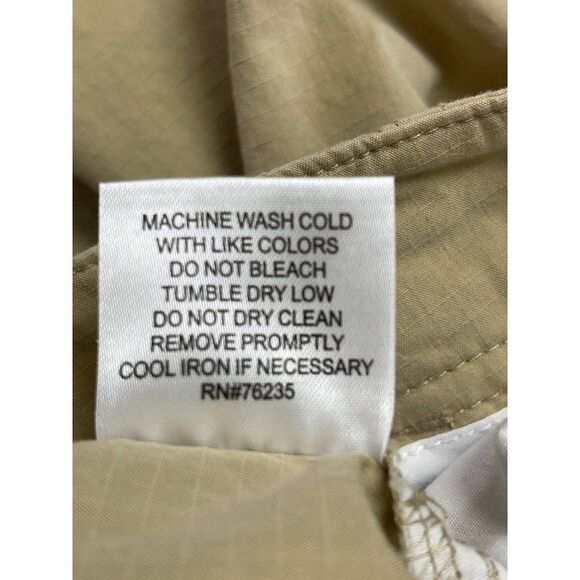 MACHINE WASH COLD
WITH LIKE COLORS
DO NOT BLEACH
TUMBLE DRY LOW
DO NOT DRY CLEAN
REMOVE PROMPTLY
COOL IRON IF NECESSARY
RN#76235